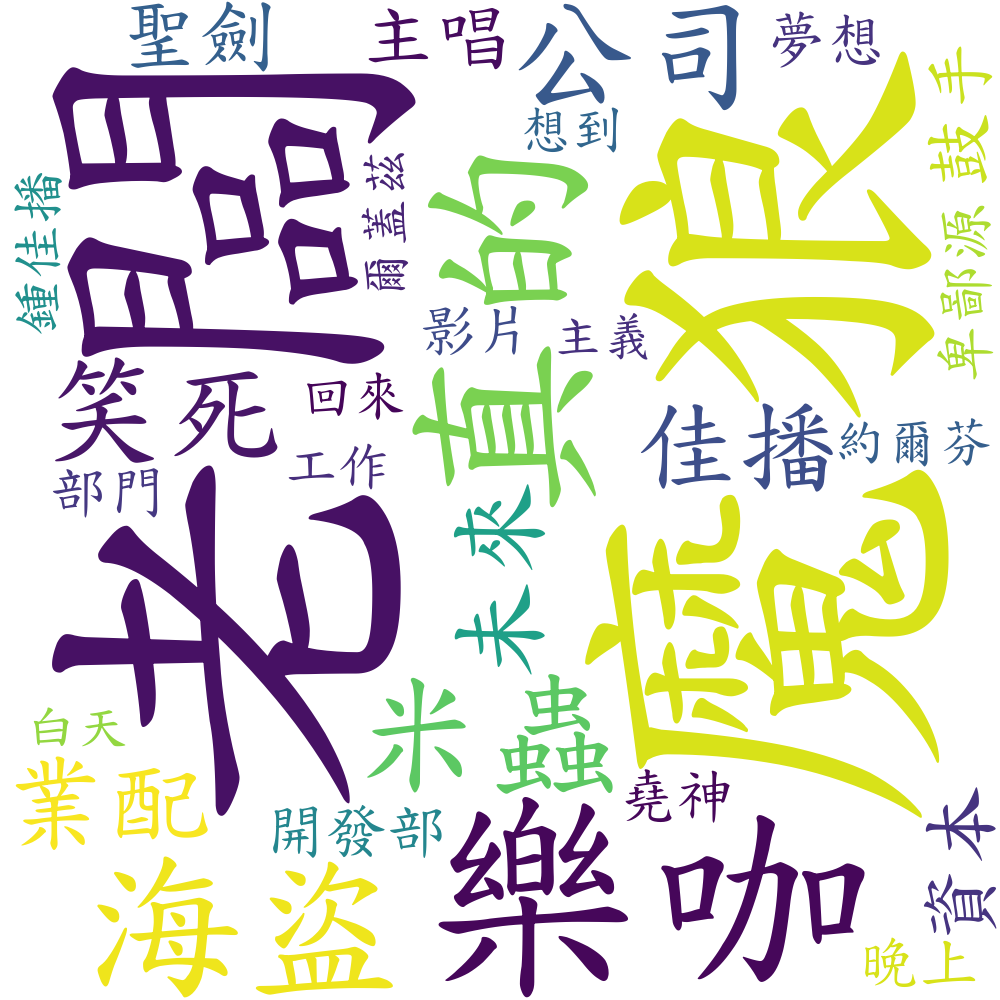 聖劍
主唱
公司
夢想
鼓手
想到
老闆
魔狼
真的
鍾佳播
爾蓋茲
卑鄙源
影片
主義
笑死
回來
佳播
約爾芬
部門
工作
未來
米蟲
白天
業配
開發部
堯神
海盜
樂咖
資本
晚上